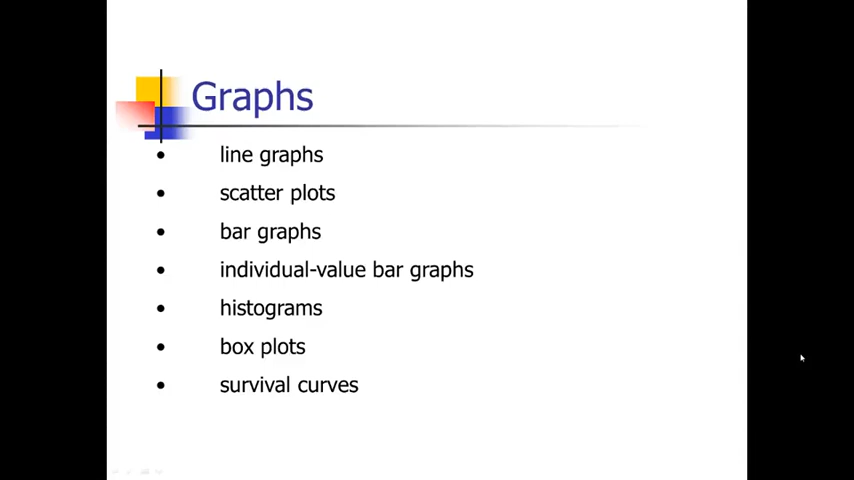 Graphs
• line graphs
• scatter plots
• bar graphs
• individual-value bar graphs
• histograms
• box plots
• survival curves